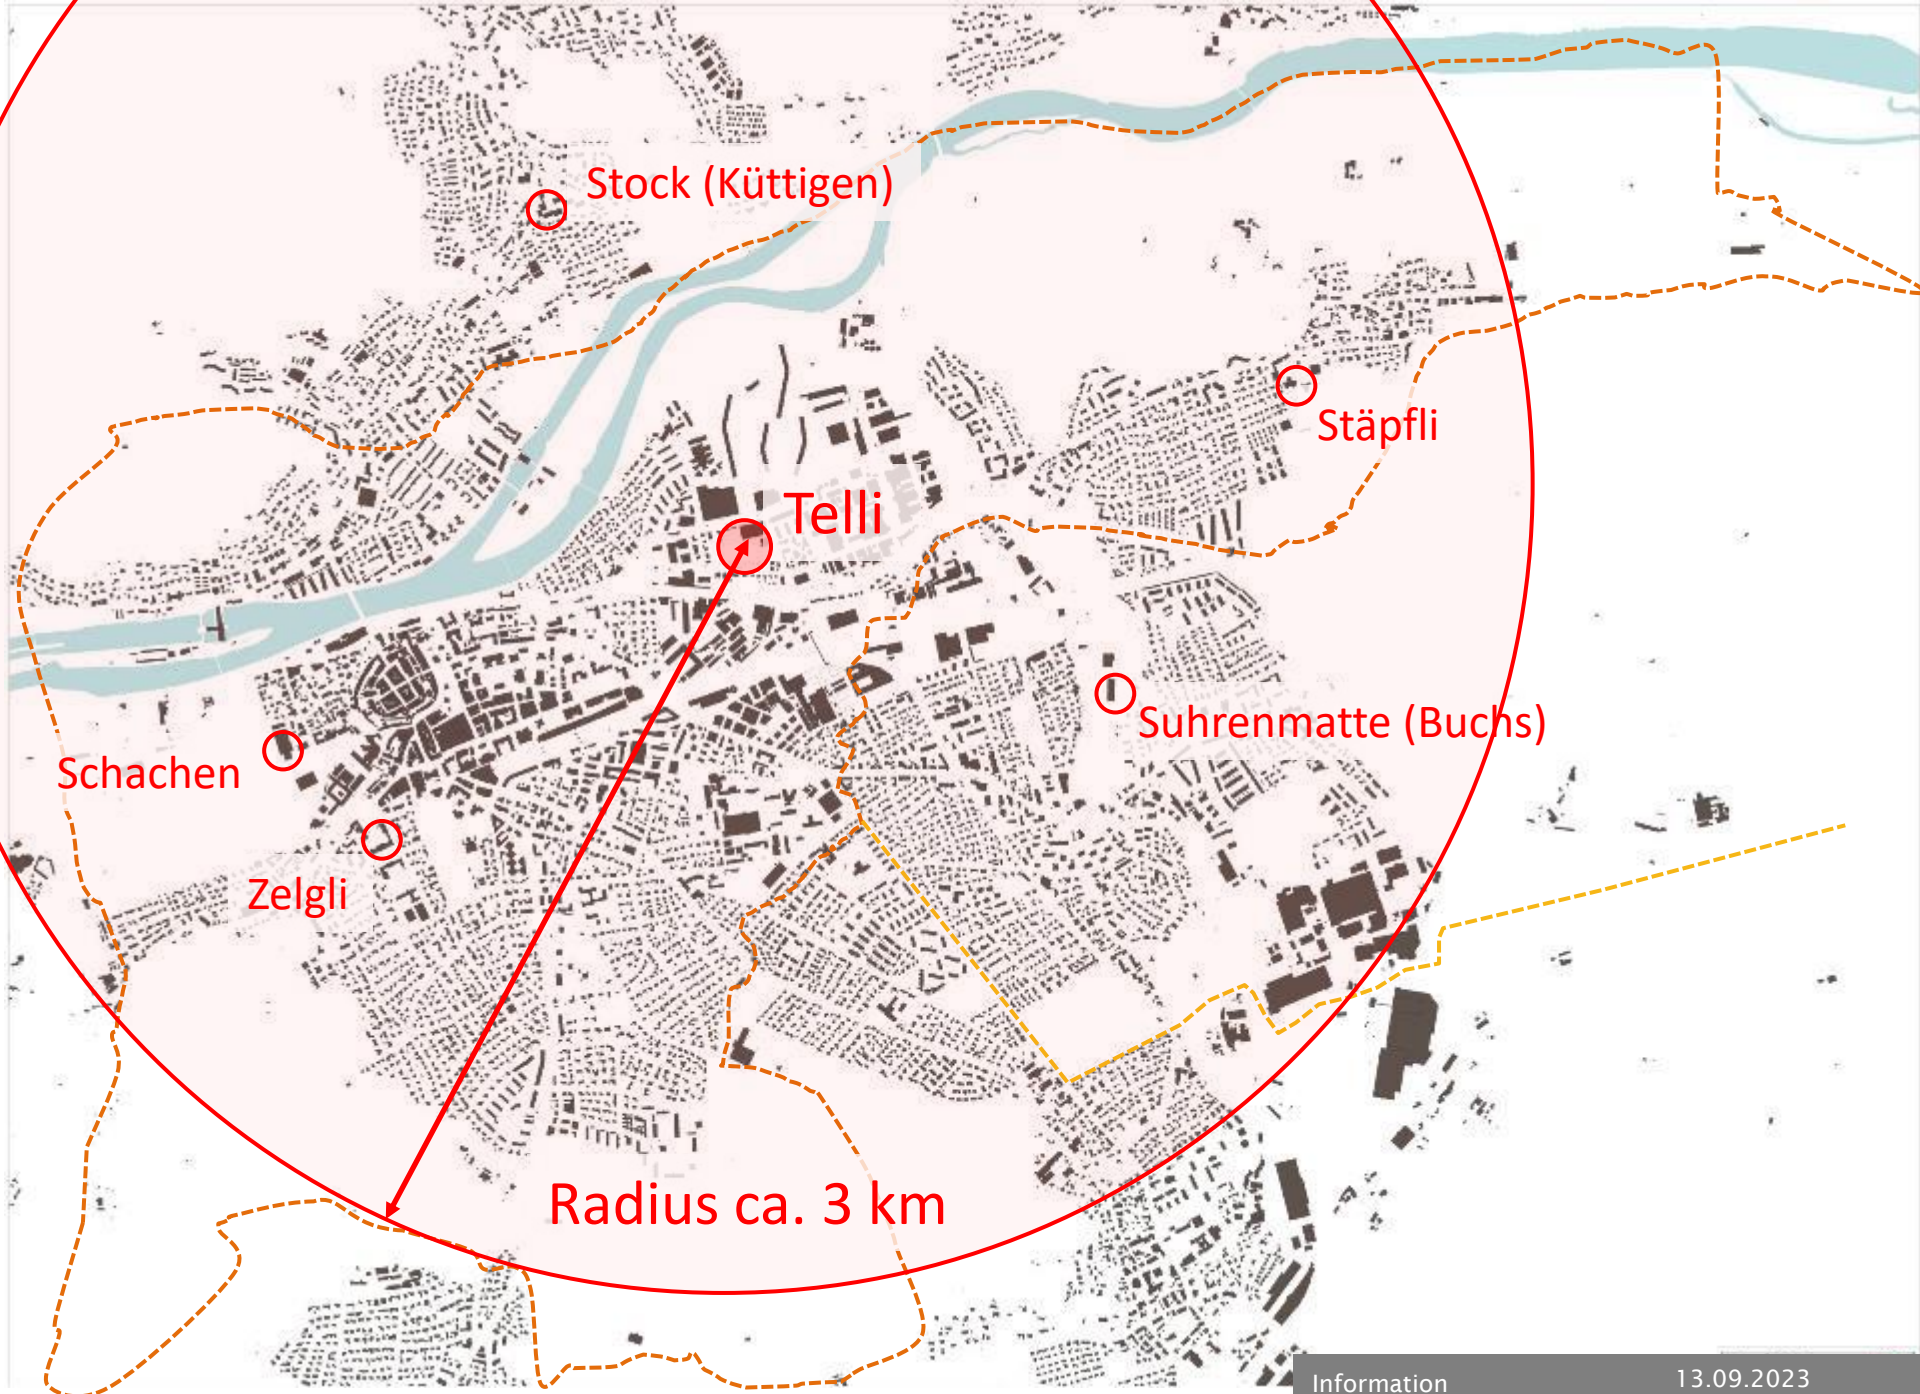 Stock (Küttigen)
Stäpfli
Telli
Suhrenmatte (Buchs)
Schachen
Zelgli
Radius ca. 3 km
Information 13.09.2023